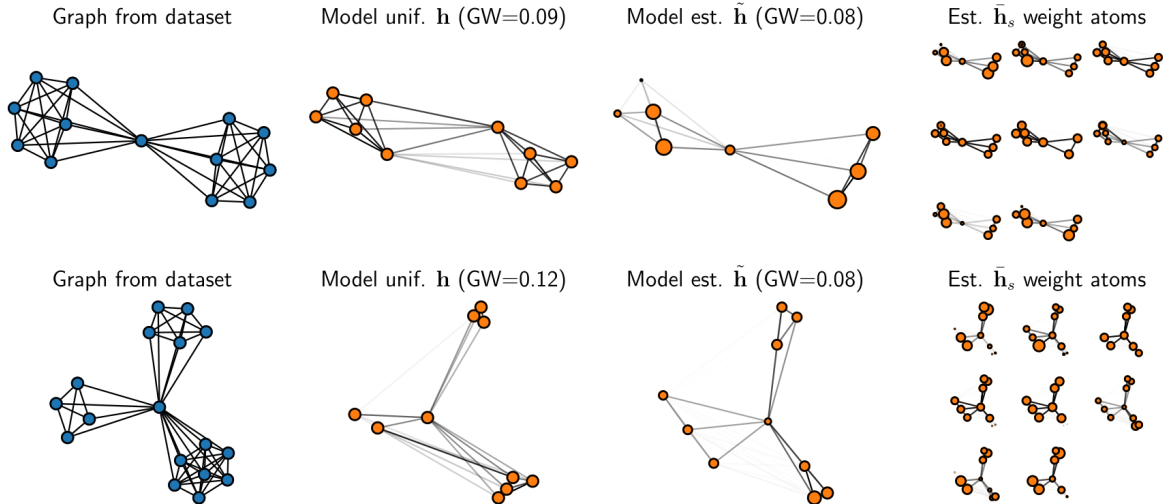 Graph from dataset
Model unif. h (GW=0.09)
Model est. h̃ (GW=0.08)
Est. h̄ₛ weight atoms
Graph from dataset
Model unif. h (GW=0.12)
Model est. h̃ (GW=0.08)
Est. h̄ₛ weight atoms